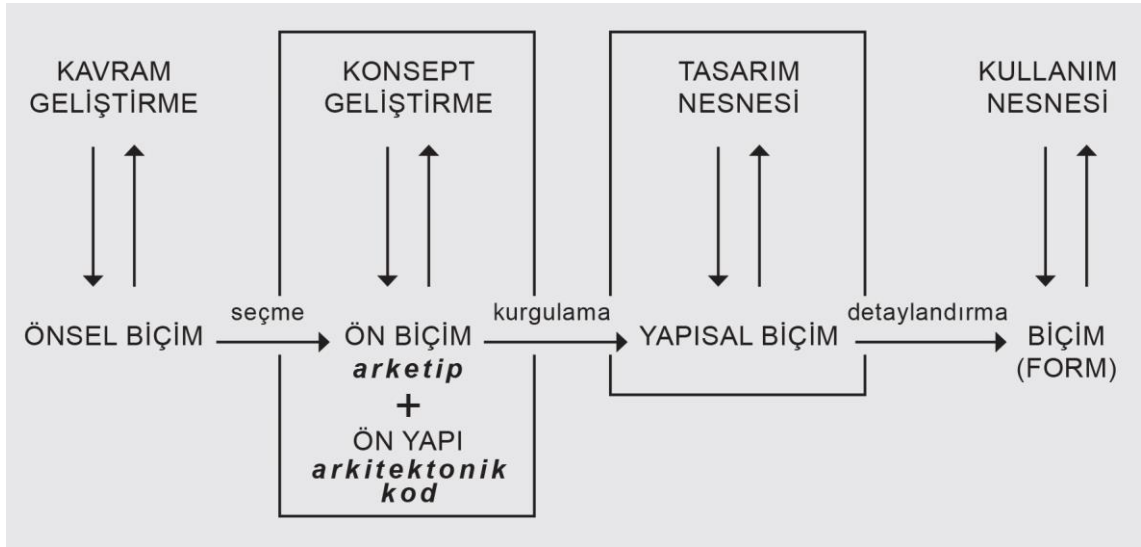 KAVRAM
GELİŞTİRME
KONSEPT
GELİŞTİRME
TASARIM
NESNESİ
KULLANIM
NESNESİ
ÖNSEL BİÇİM
seçme
ÖN BİÇİM
arketip
+
ÖN YAPI
arkitektonik
kod
kurgulama
YAPISAL BİÇİM
detaylandırma
BİÇİM
(FORM)